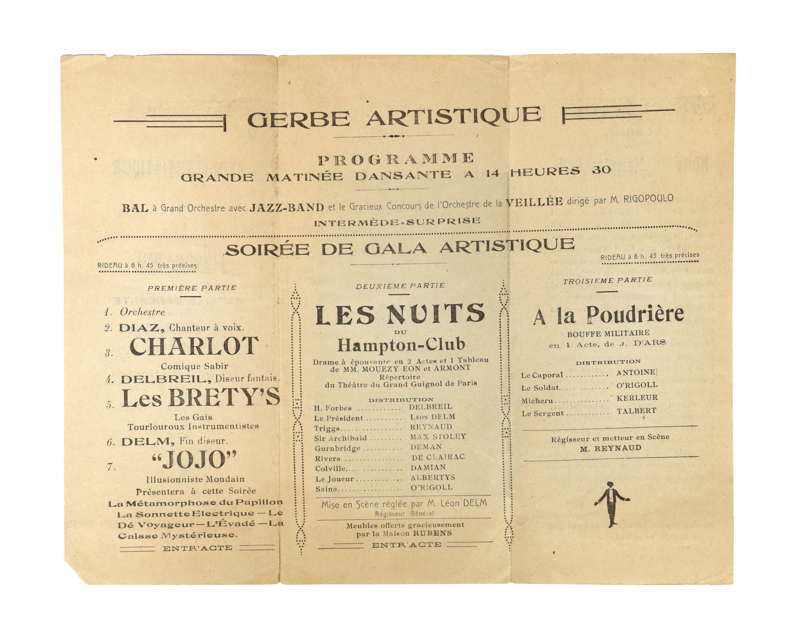 GERBE ARTISTIQUE
PROGRAMME
GRANDE MATINÉE DANSANTE A 14 HEURES 30
BAL à Grand Orchestre avec JAZZ-BAND et le Gracieux Concours de l'Orchestre de la VEILLÉE dirigé par M. RIGOPOULO
INTERMÈDE-SURPRISE
SOIRÉE DE GALA ARTISTIQUE
RIDEAU à 8 h. 45 très précises
RIDEAU à 8 h. 45 très précises
PREMIÈRE PARTIE
1. Orchestre
2. DIAZ, Chanteur à voix.
3. CHARLOT
Comique Sabir
4. DELBREIL, Diseur fantais.
5. Les BRETY'S
Les Gais
Tourlouroux Instrumentistes
6. DELM, Fin diseur.
7. "JOJO"
Illusionniste Mondain
Présentera à cette Soirée
La Métamorphose du Papillon
La Sonnette Electrique — Le
Dé Voyageur — L'Évadé — La
Caisse Mystérieuse.
ENTR'ACTE
DEUXIÈME PARTIE
LES NUITS
DU
Hampton-Club
Drame à épouvante en 2 Actes et 1 Tableau
de MM. MOUEZY EON et ARMONT
Répertoire
du Théâtre du Grand Guignol de Paris
DISTRIBUTION
H. Forbes ............ DELBREIL
Le Président ......... Léon DELM
Triggs ............... REYNAUD
Sir Archibald ........ MAX STOLEY
Gurnbridge ........... DEMAN
Rivers ............... DE CLAIRAC
Colville.............. DAMIAN
Le Joueur ............ ALBERTYS
Saino................. O'RIGOLL
Mise en Scène réglée par M. Léon DELM
Régisseur Général
Meubles offerts gracieusement
par la Maison RUBENS
ENTR'ACTE
TROISIEME PARTIE
A la Poudrière
BOUFFE MILITAIRE
en 1 Acte, de J. D'ARS
DISTRIBUTION
Le Caporal ........... ANTOINE
Le Soldat............. O'RIGOLL
Micheru .............. KERLEUR
Le Sergent ........... TALBERT
Régisseur et metteur en Scène
M. REYNAUD